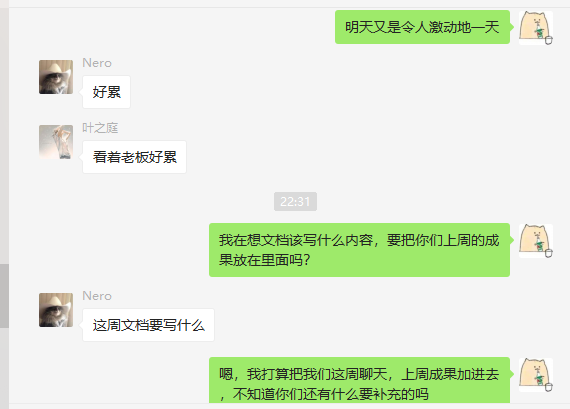 明天又是令人激动地一天
Nero
好累
叶之庭
看着老板好累
22:31
我在想文档该写什么内容，要把你们上周的成
果放在里面吗？
Nero
这周文档要写什么
嗯，我打算把我们这周聊天，上周成果加进去
，不知道你们还有什么要补充的吗